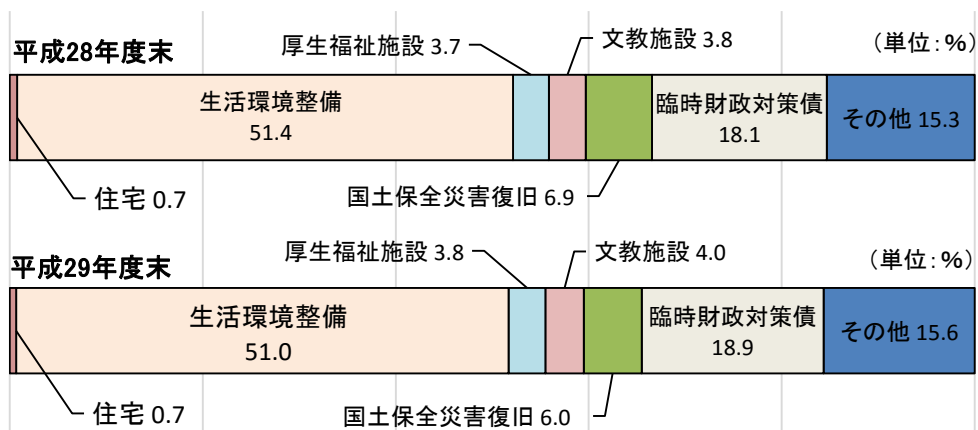 平成28年度末
厚生福祉施設 3.7
文教施設 3.8
（単位：％）
生活環境整備
51.4
臨時財政対策債
18.1
その他 15.3
住宅 0.7
国土保全災害復旧 6.9
平成29年度末
厚生福祉施設 3.8
文教施設 4.0
（単位：％）
生活環境整備
51.0
臨時財政対策債
18.9
その他 15.6
住宅 0.7
国土保全災害復旧 6.0